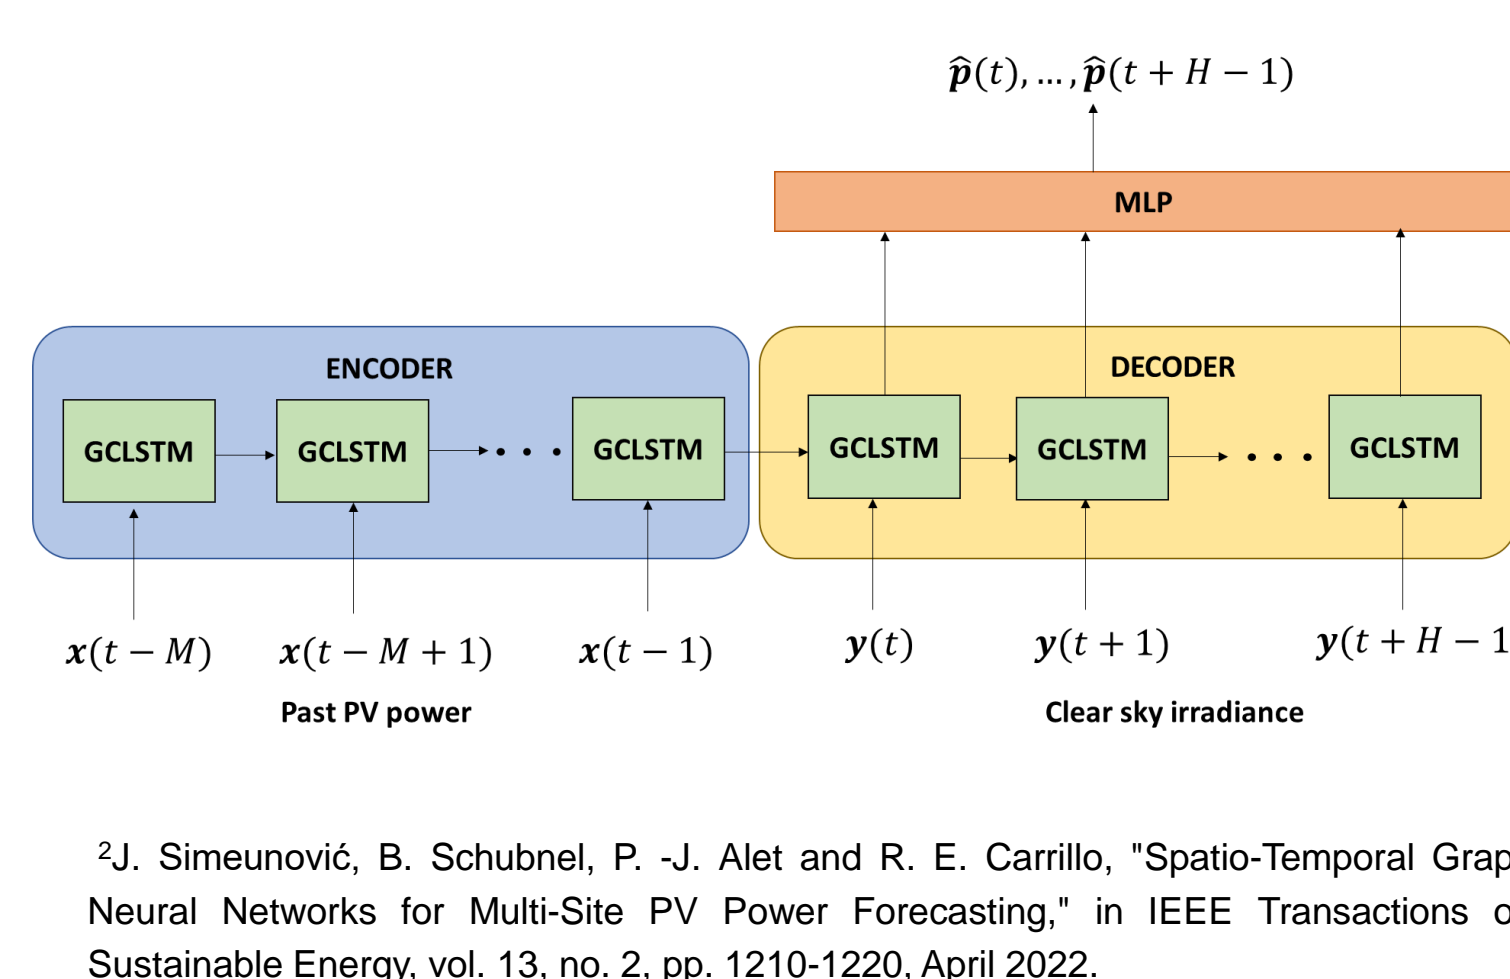 p̂(t), … , p̂(t + H − 1)
MLP
ENCODER
DECODER
GCLSTM GCLSTM • • • GCLSTM GCLSTM GCLSTM • • • GCLSTM
x(t − M) x(t − M + 1) x(t − 1) y(t) y(t + 1) y(t + H − 1
Past PV power Clear sky irradiance
²J. Simeunović, B. Schubnel, P. -J. Alet and R. E. Carrillo, "Spatio-Temporal Grap
Neural Networks for Multi-Site PV Power Forecasting," in IEEE Transactions o
Sustainable Energy, vol. 13, no. 2, pp. 1210-1220, April 2022.